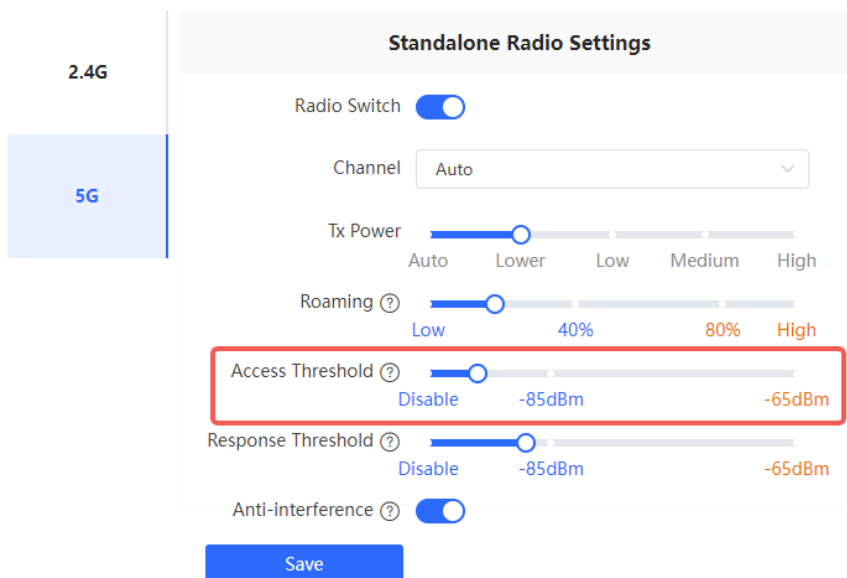 Standalone Radio Settings
2.4G
5G
Radio Switch
Channel Auto
Tx Power
Auto Lower Low Medium High
Roaming ?
Low 40% 80% High
Access Threshold ?
Disable -85dBm -65dBm
Response Threshold ?
Disable -85dBm -65dBm
Anti-interference ?
Save